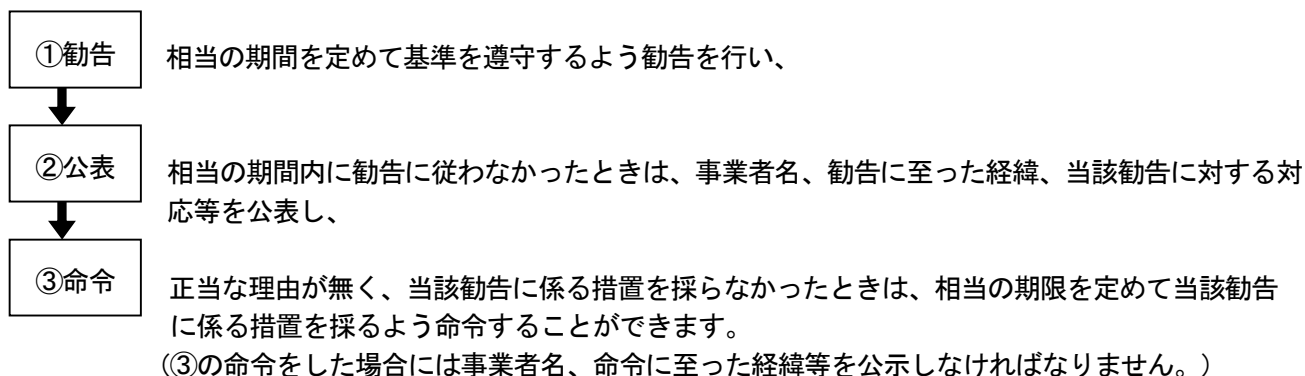 ①勧告
相当の期間を定めて基準を遵守するよう勧告を行い、
②公表
相当の期間内に勧告に従わなかったときは、事業者名、勧告に至った経緯、当該勧告に対する対
応等を公表し、
③命令
正当な理由が無く、当該勧告に係る措置を採らなかったときは、相当の期限を定めて当該勧告
に係る措置を採るよう命令することができます。
(③の命令をした場合には事業者名、命令に至った経緯等を公示しなければなりません。)